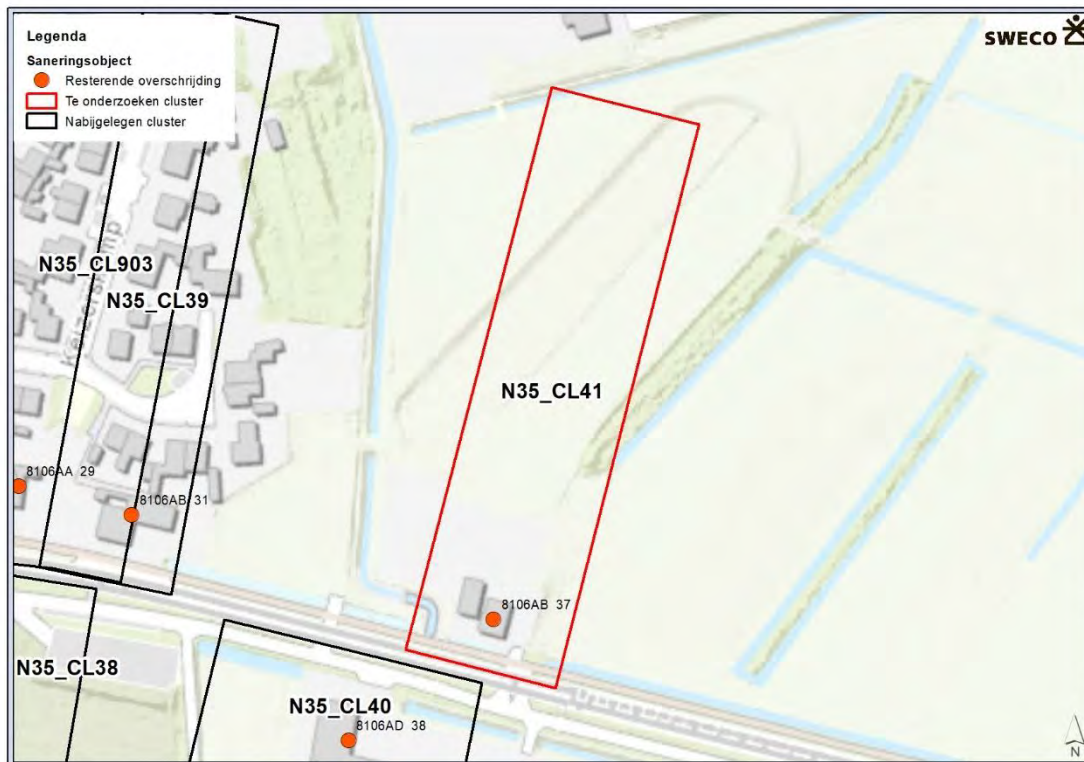 Legenda
Saneringsobject
Resterende overschrijding
Te onderzoeken cluster
Nabijgelegen cluster
SWECO
N35_CL903
N35_CL39
N35_CL41
8106AA 29
8106AB 31
8106AB 37
N35_CL38
N35_CL40
8106AD 38
N